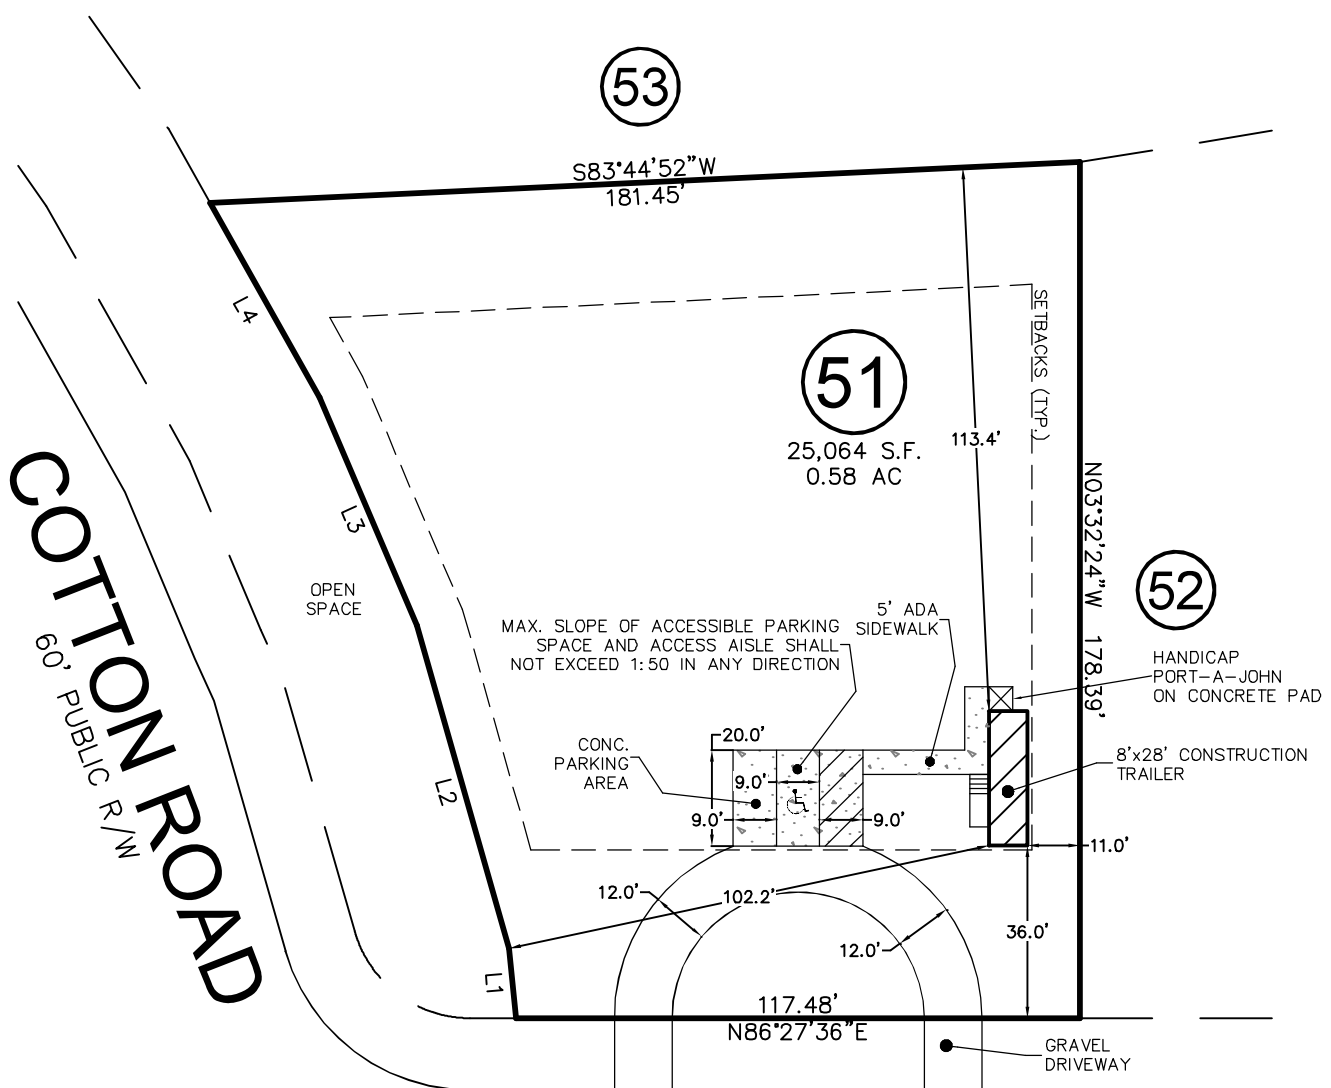 53
S83°44'52"W
181.45'
L4
SETBACKS (TYP.)
51
25,064 S.F.
0.58 AC
113.4'
N03°32'24"W 178.39'
COTTON ROAD
60' PUBLIC R/W
L3
OPEN
SPACE
52
MAX. SLOPE OF ACCESSIBLE PARKING
SPACE AND ACCESS AISLE SHALL
NOT EXCEED 1:50 IN ANY DIRECTION
5' ADA
SIDEWALK
HANDICAP
PORT-A-JOHN
ON CONCRETE PAD
20.0'
CONC.
PARKING
AREA
8'x28' CONSTRUCTION
TRAILER
9.0'
L2
9.0'
9.0'
11.0'
12.0'
102.2'
36.0'
12.0'
L1
117.48'
N86°27'36"E
GRAVEL
DRIVEWAY